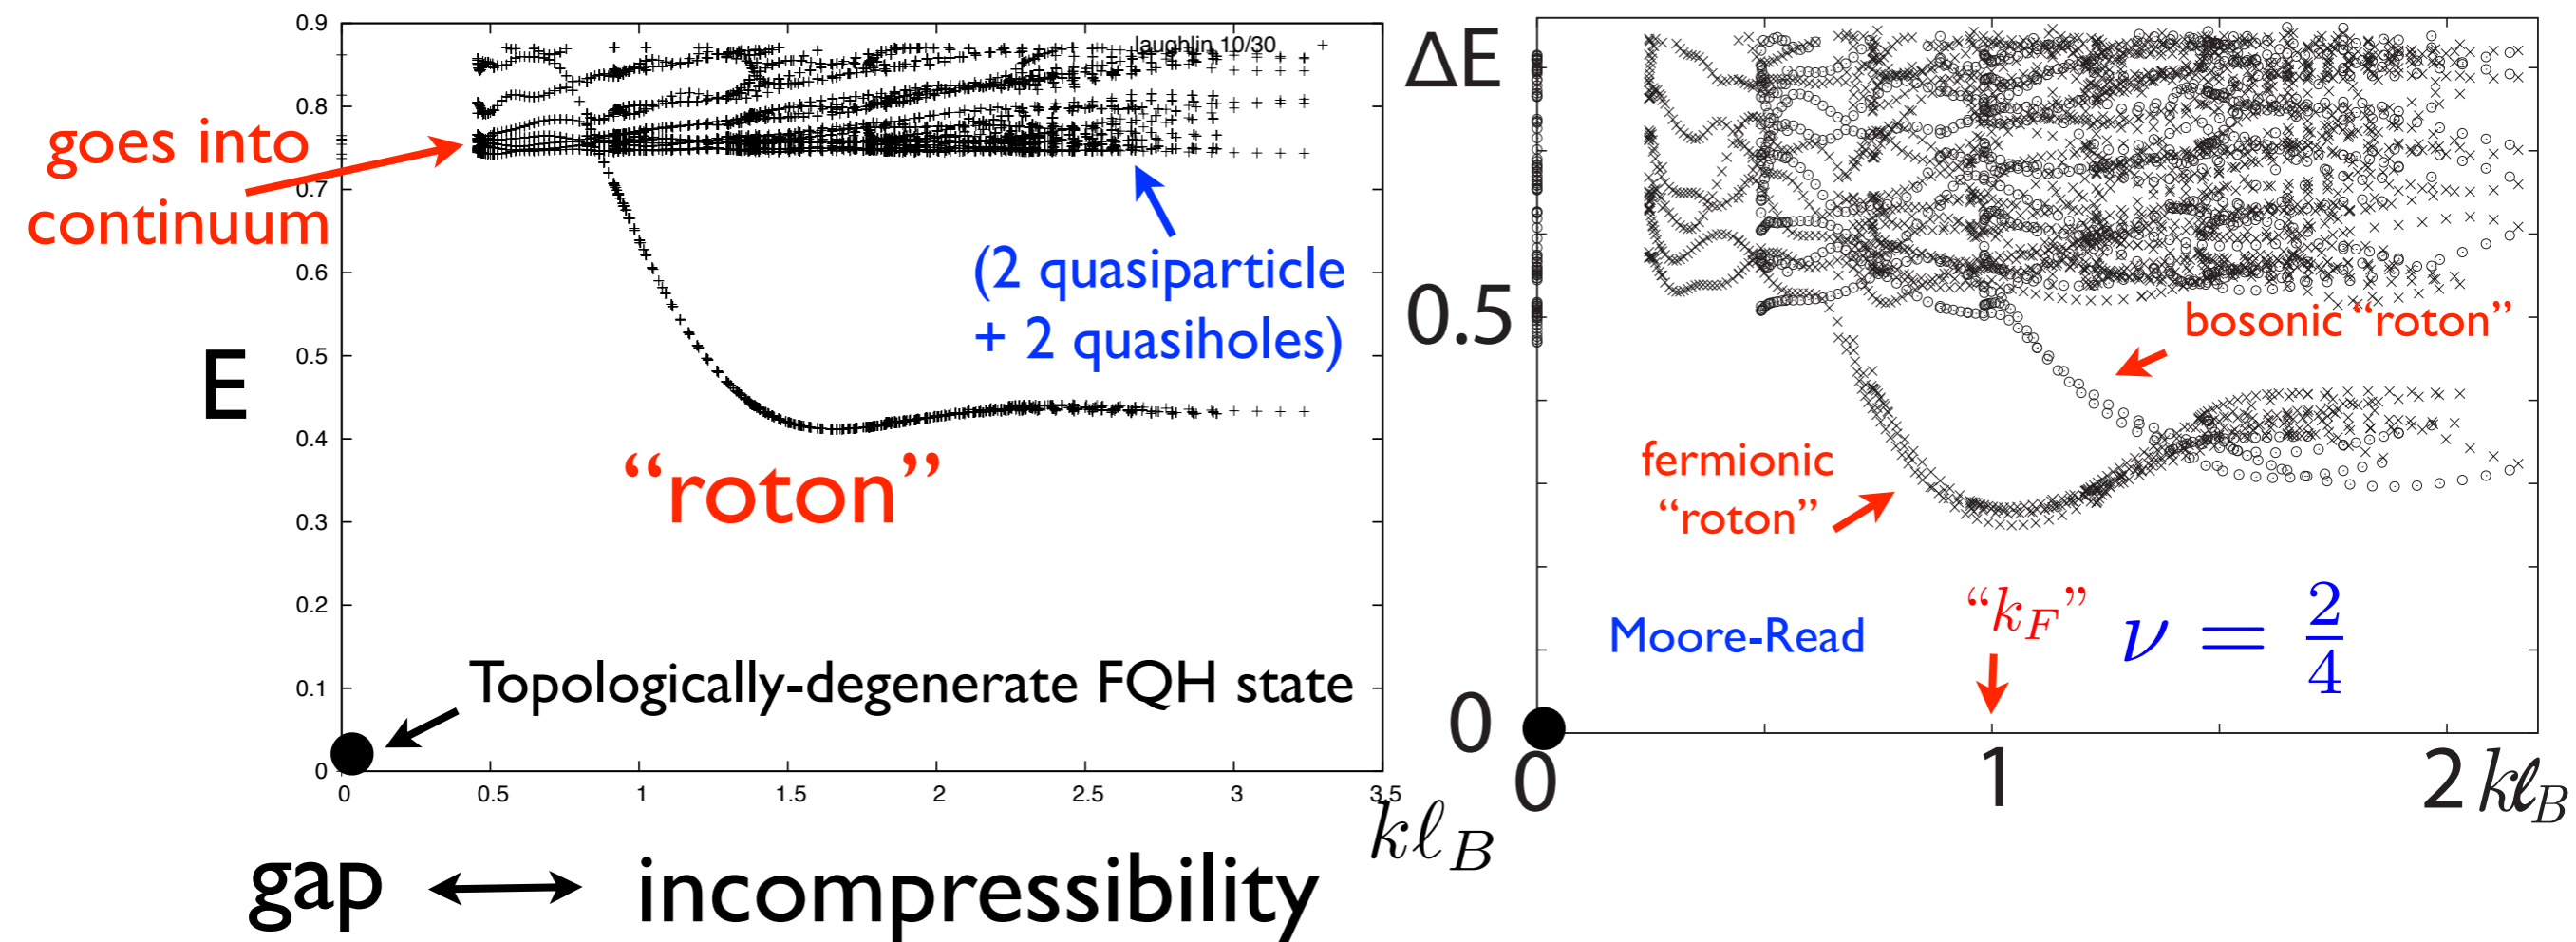 0.9
0.8
0.7
0.6
0.5
0.4
0.3
0.2
0.1
0
0
0.5
1
1.5
2
2.5
3
3.5
E
kℓ_B
laughlin 10/30
goes into
continuum
(2 quasiparticle
+ 2 quasiholes)
“roton”
Topologically-degenerate FQH state
gap ↔ incompressibility
ΔE
0.5
0
0
1
2 kℓ_B
bosonic “roton”
fermionic
“roton”
Moore-Read
“k_F”
ν = 2/4